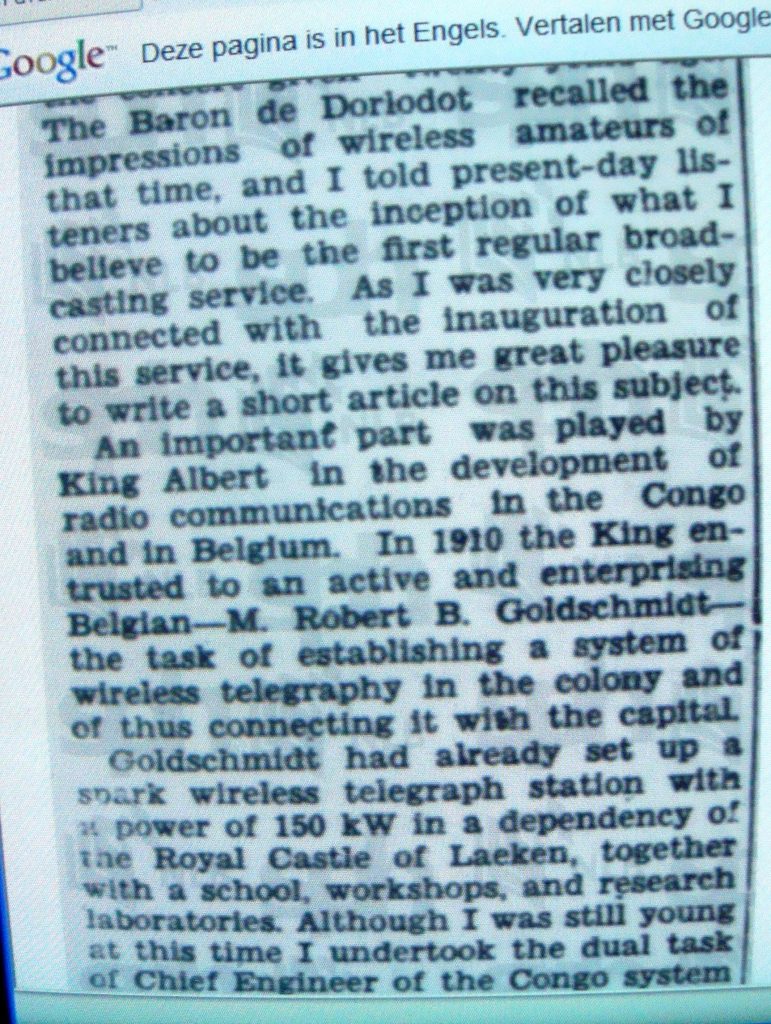 Google™ Deze pagina is in het Engels. Vertalen met Google
the concert given twenty years
The Baron de Dorlodot recalled the
impressions of wireless amateurs of
that time, and I told present-day lis-
teners about the inception of what I
believe to be the first regular broad-
casting service. As I was very closely
connected with the inauguration of
this service, it gives me great pleasure
to write a short article on this subject.
An important part was played by
King Albert in the development of
radio communications in the Congo
and in Belgium. In 1910 the King en-
trusted to an active and enterprising
Belgian—M. Robert B. Goldschmidt—
the task of establishing a system of
wireless telegraphy in the colony and
of thus connecting it with the capital.
Goldschmidt had already set up a
spark wireless telegraph station with
a power of 150 kW in a dependency of
the Royal Castle of Laeken, together
with a school, workshops, and research
laboratories. Although I was still young
at this time I undertook the dual task
of Chief Engineer of the Congo system